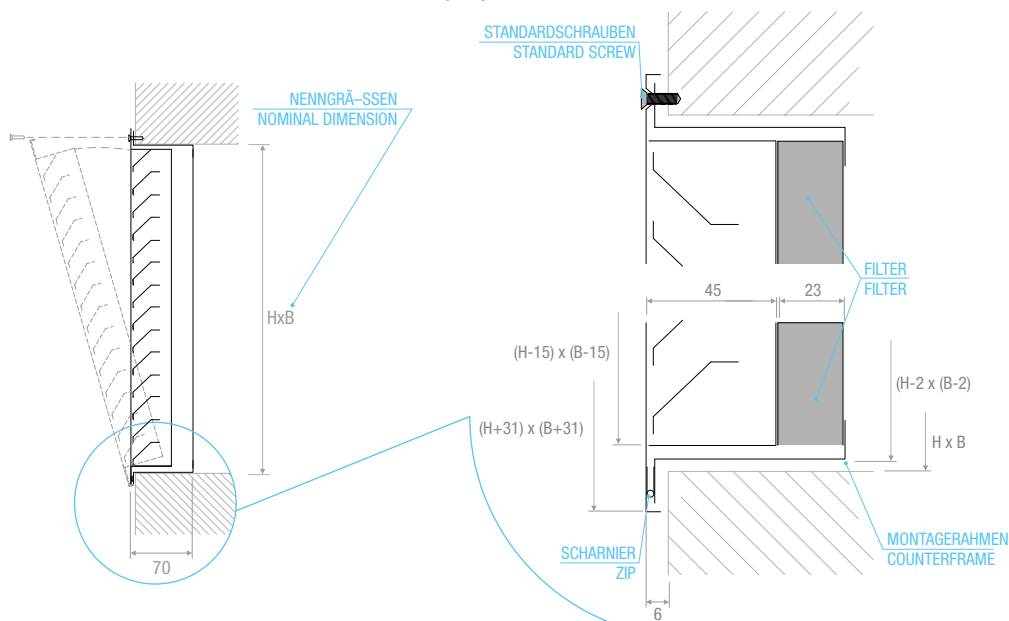 STANDARDSCHRAUBEN
STANDARD SCREW
NENNGRÃ–SSEN
NOMINAL DIMENSION
HxB
70
FILTER
FILTER
45
23
(H-15) x (B-15)
(H-2 x (B-2)
(H+31) x (B+31)
H x B
SCHARNIER
ZIP
MONTAGERAHMEN
COUNTERFRAME
6